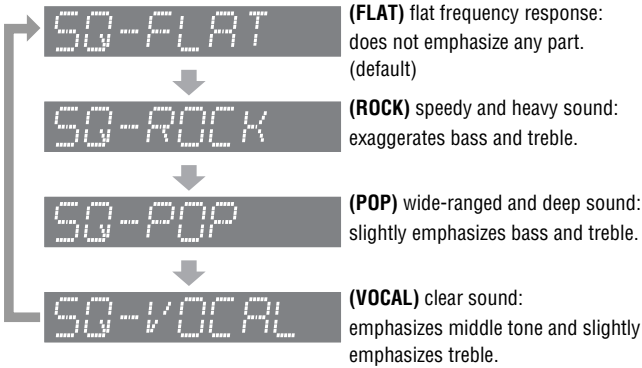 SQ-FLAT
(FLAT) flat frequency response:
does not emphasize any part.
(default)
SQ-ROCK
(ROCK) speedy and heavy sound:
exaggerates bass and treble.
SQ-POP
(POP) wide-ranged and deep sound:
slightly emphasizes bass and treble.
SQ-VOCAL
(VOCAL) clear sound:
emphasizes middle tone and slightly
emphasizes treble.